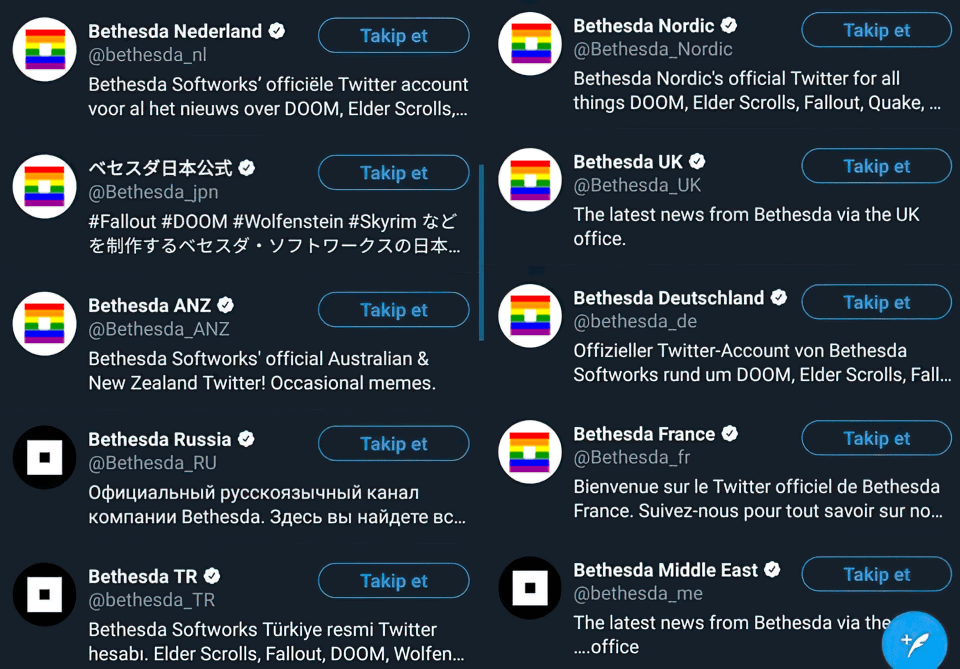 Bethesda Nederland
Takip et
@bethesda_nl
Bethesda Softworks’ officiële Twitter account
voor al het nieuws over DOOM, Elder Scrolls,...
ベセスダ日本公式
Takip et
@Bethesda_jpn
#Fallout #DOOM #Wolfenstein #Skyrim など
を制作するベセスダ・ソフトワークスの日本...
Bethesda ANZ
Takip et
@Bethesda_ANZ
Bethesda Softworks' official Australian &
New Zealand Twitter! Occasional memes.
Bethesda Russia
Takip et
@Bethesda_RU
Официальный русскоязычный канал
компании Bethesda. Здесь вы найдете вс...
Bethesda TR
Takip et
@bethesda_TR
Bethesda Softworks Türkiye resmi Twitter
hesabı. Elder Scrolls, Fallout, DOOM, Wolfen...
Bethesda Nordic
Takip et
@Bethesda_Nordic
Bethesda Nordic's official Twitter for all
things DOOM, Elder Scrolls, Fallout, Quake, ...
Bethesda UK
Takip et
@Bethesda_UK
The latest news from Bethesda via the UK
office.
Bethesda Deutschland
Takip et
@bethesda_de
Offizieller Twitter-Account von Bethesda
Softworks rund um DOOM, Elder Scrolls, Fall...
Bethesda France
Takip et
@Bethesda_fr
Bienvenue sur le Twitter officiel de Bethesda
France. Suivez-nous pour tout savoir sur no...
Bethesda Middle East
Takip et
@bethesda_me
The latest news from Bethesda via the
....office